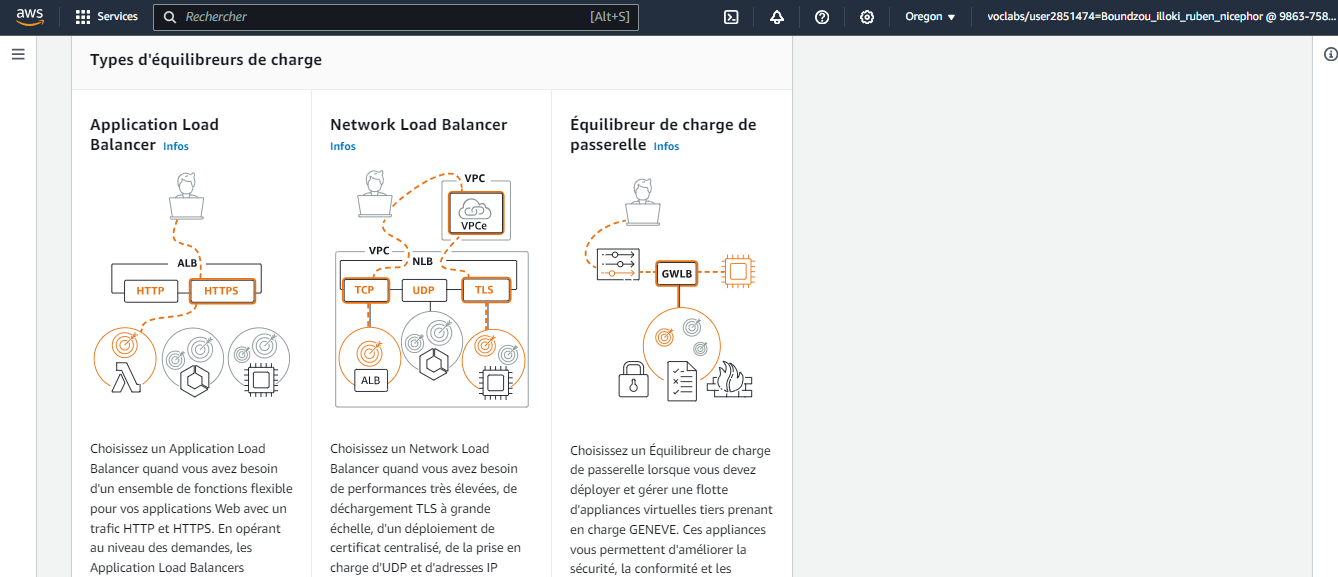 aws
Services
Rechercher
[Alt+S]
Oregon
voclabs/user2851474=Boundzou_illoki_ruben_nicephor @ 9863-758...
Types d'équilibreurs de charge
Application Load
Balancer Infos
ALB
HTTP
HTTPS
Choisissez un Application Load
Balancer quand vous avez besoin
d'un ensemble de fonctions flexible
pour vos applications Web avec un
trafic HTTP et HTTPS. En opérant
au niveau des demandes, les
Application Load Balancers
Network Load Balancer
Infos
VPC
VPCe
VPC
NLB
TCP
UDP
TLS
ALB
Choisissez un Network Load
Balancer quand vous avez besoin
de performances très élevées, de
déchargement TLS à grande
échelle, d'un déploiement de
certificat centralisé, de la prise en
charge d'UDP et d'adresses IP
Équilibreur de charge de
passerelle Infos
GWLB
Choisissez un Équilibreur de charge
de passerelle lorsque vous devez
déployer et gérer une flotte
d'appliances virtuelles tiers prenant
en charge GENEVE. Ces appliances
vous permettent d'améliorer la
sécurité, la conformité et les